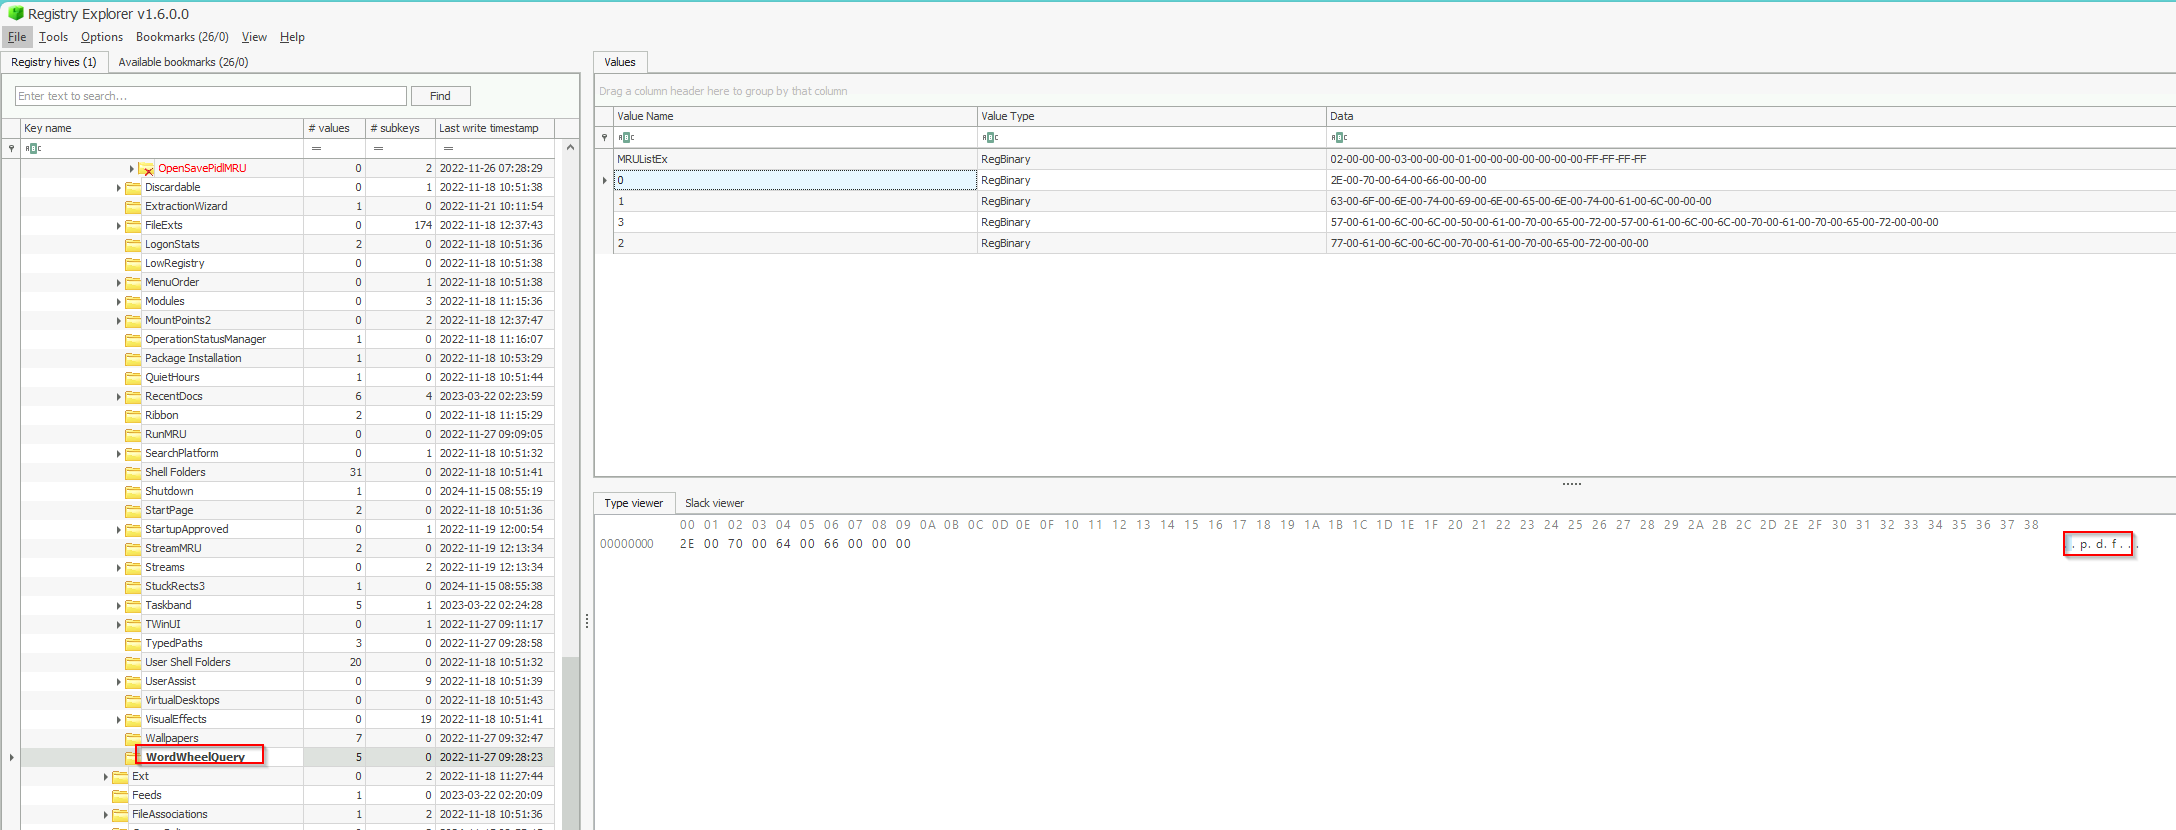 Registry Explorer v1.6.0.0
File Tools Options Bookmarks (26/0) View Help
Registry hives (1) Available bookmarks (26/0)
Enter text to search... Find
Key name # values # subkeys Last write timestamp
ABC = = =
OpenSavePidlMRU 0 2 2022-11-26 07:28:29
Discardable 0 1 2022-11-18 10:51:38
ExtractionWizard 1 0 2022-11-21 10:11:54
FileExts 0 174 2022-11-18 12:37:43
LogonStats 2 0 2022-11-18 10:51:36
LowRegistry 0 0 2022-11-18 10:51:38
MenuOrder 0 1 2022-11-18 10:51:38
Modules 0 3 2022-11-18 11:15:36
MountPoints2 0 2 2022-11-18 12:37:47
OperationStatusManager 1 0 2022-11-18 11:16:07
Package Installation 1 0 2022-11-18 10:53:29
QuietHours 1 0 2022-11-18 10:51:44
RecentDocs 6 4 2023-03-22 02:23:59
Ribbon 2 0 2022-11-18 11:15:29
RunMRU 0 0 2022-11-27 09:09:05
SearchPlatform 0 1 2022-11-18 10:51:32
Shell Folders 31 0 2022-11-18 10:51:41
Shutdown 1 0 2024-11-15 08:55:19
StartPage 2 0 2022-11-18 10:51:36
StartupApproved 0 1 2022-11-19 12:00:54
StreamMRU 2 0 2022-11-19 12:13:34
Streams 0 2 2022-11-19 12:13:34
StuckRects3 1 0 2024-11-15 08:55:38
Taskband 5 1 2023-03-22 02:24:28
TWinUI 0 1 2022-11-27 09:11:17
TypedPaths 3 0 2022-11-27 09:28:58
User Shell Folders 20 0 2022-11-18 10:51:32
UserAssist 0 9 2022-11-18 10:51:39
VirtualDesktops 0 0 2022-11-18 10:51:43
VisualEffects 0 19 2022-11-18 10:51:41
Wallpapers 7 0 2022-11-27 09:32:47
WordWheelQuery 5 0 2022-11-27 09:28:23
Ext 0 2 2022-11-18 11:27:44
Feeds 1 0 2023-03-22 02:20:09
FileAssociations 1 2 2022-11-18 10:51:36
Values
Drag a column header here to group by that column
Value Name Value Type Data
ABC ABC ABC
MRUListEx RegBinary 02-00-00-00-03-00-00-00-01-00-00-00-00-00-00-00-FF-FF-FF-FF
0 RegBinary 2E-00-70-00-64-00-66-00-00-00
1 RegBinary 63-00-6F-00-6E-00-74-00-69-00-6E-00-65-00-6E-00-74-00-61-00-6C-00-00-00
3 RegBinary 57-00-61-00-6C-00-6C-00-50-00-61-00-70-00-65-00-72-00-57-00-61-00-6C-00-6C-00-70-00-61-00-70-00-65-00-72-00-00-00
2 RegBinary 77-00-61-00-6C-00-6C-00-70-00-61-00-70-00-65-00-72-00-00-00
Type viewer Slack viewer
00 01 02 03 04 05 06 07 08 09 0A 0B 0C 0D 0E 0F 10 11 12 13 14 15 16 17 18 19 1A 1B 1C 1D 1E 1F 20 21 22 23 24 25 26 27 28 29 2A 2B 2C 2D 2E 2F 30 31 32 33 34 35 36 37 38
00000000 2E 00 70 00 64 00 66 00 00 00 ..p.d.f...